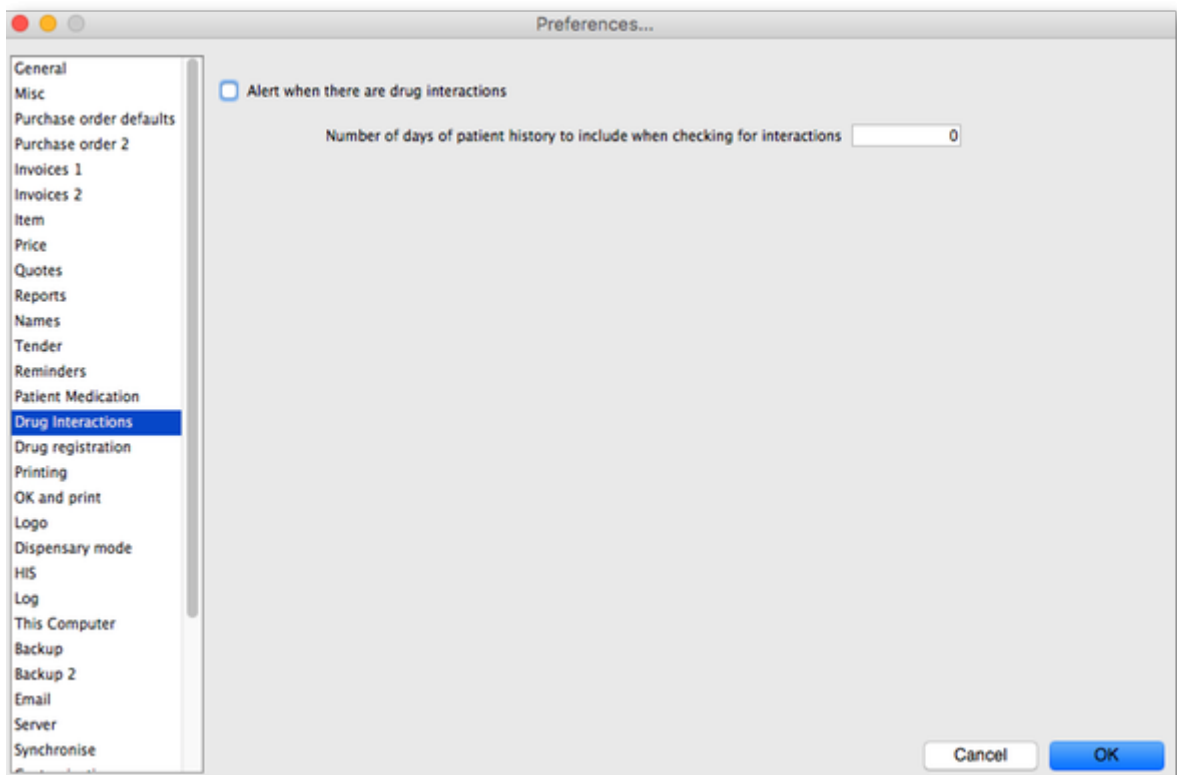 Preferences...
General
Misc
Purchase order defaults
Purchase order 2
Invoices 1
Invoices 2
Item
Price
Quotes
Reports
Names
Tender
Reminders
Patient Medication
Drug Interactions
Drug registration
Printing
OK and print
Logo
Dispensary mode
HIS
Log
This Computer
Backup
Backup 2
Email
Server
Synchronise
Alert when there are drug interactions
Number of days of patient history to include when checking for interactions 0
Cancel OK